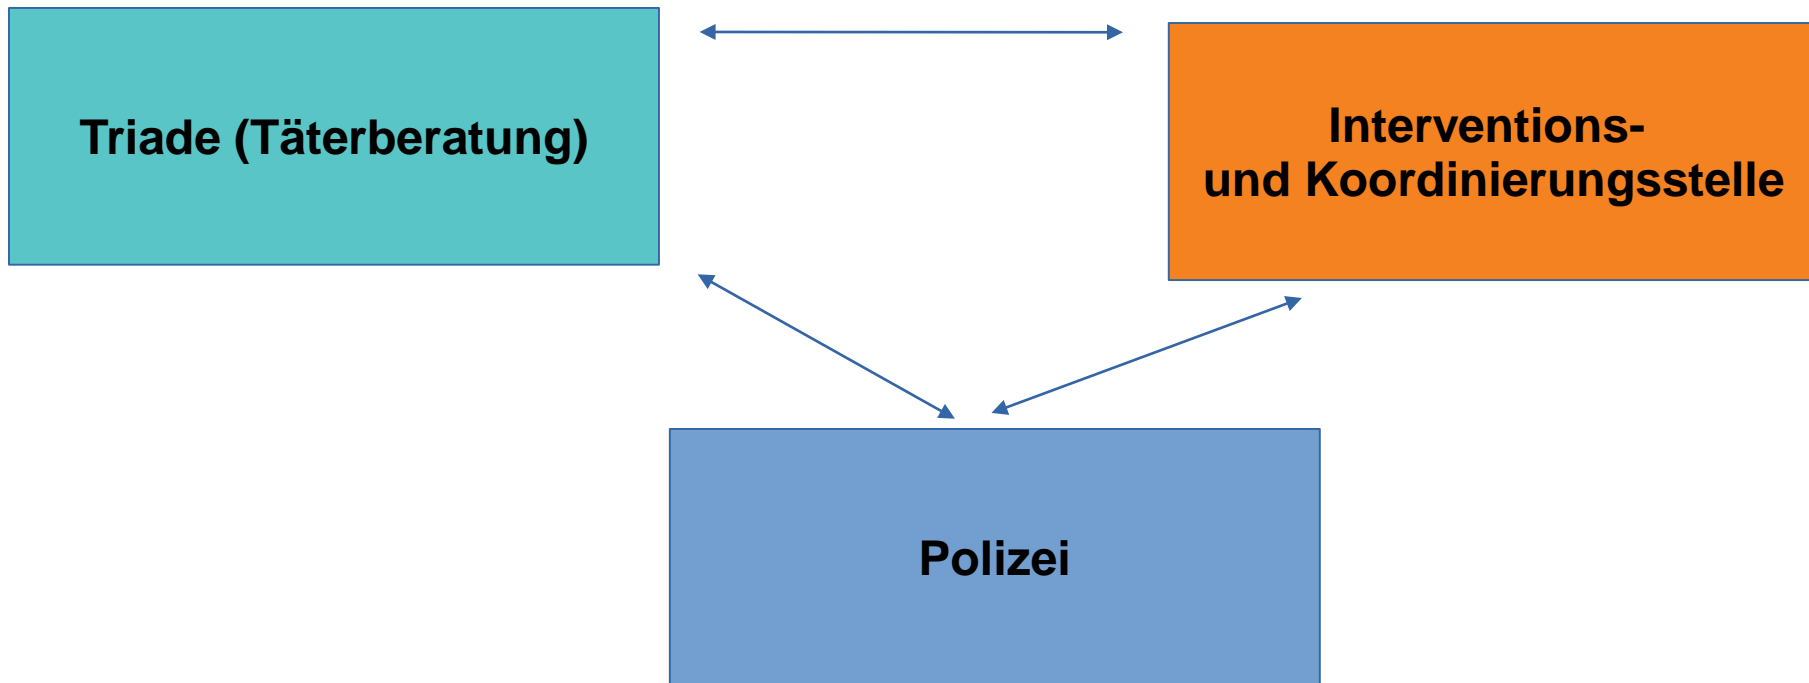 Triade (Täterberatung)
Interventions-
und Koordinierungsstelle
Polizei